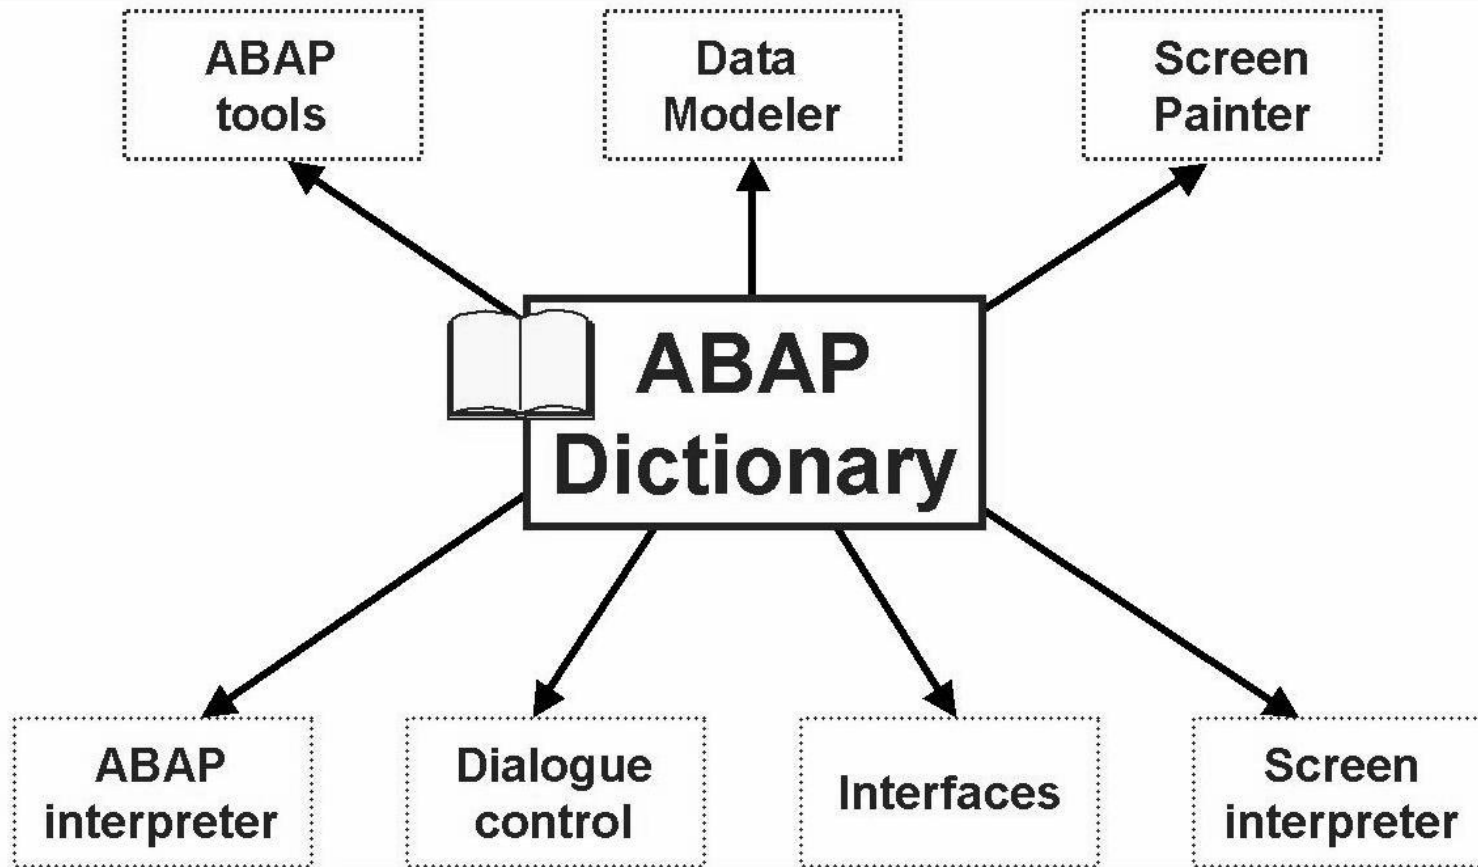 ABAP
tools
Data
Modeler
Screen
Painter
ABAP
Dictionary
ABAP
interpreter
Dialogue
control
Interfaces
Screen
interpreter